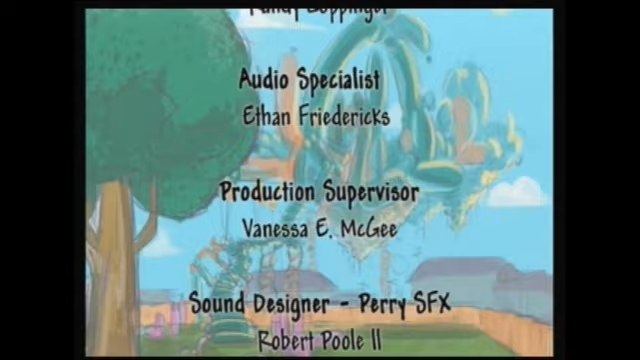 Audio Specialist
Ethan Friedericks
Production Supervisor
Vanessa E. McGee
Sound Designer - Perry SFX
Robert Poole II